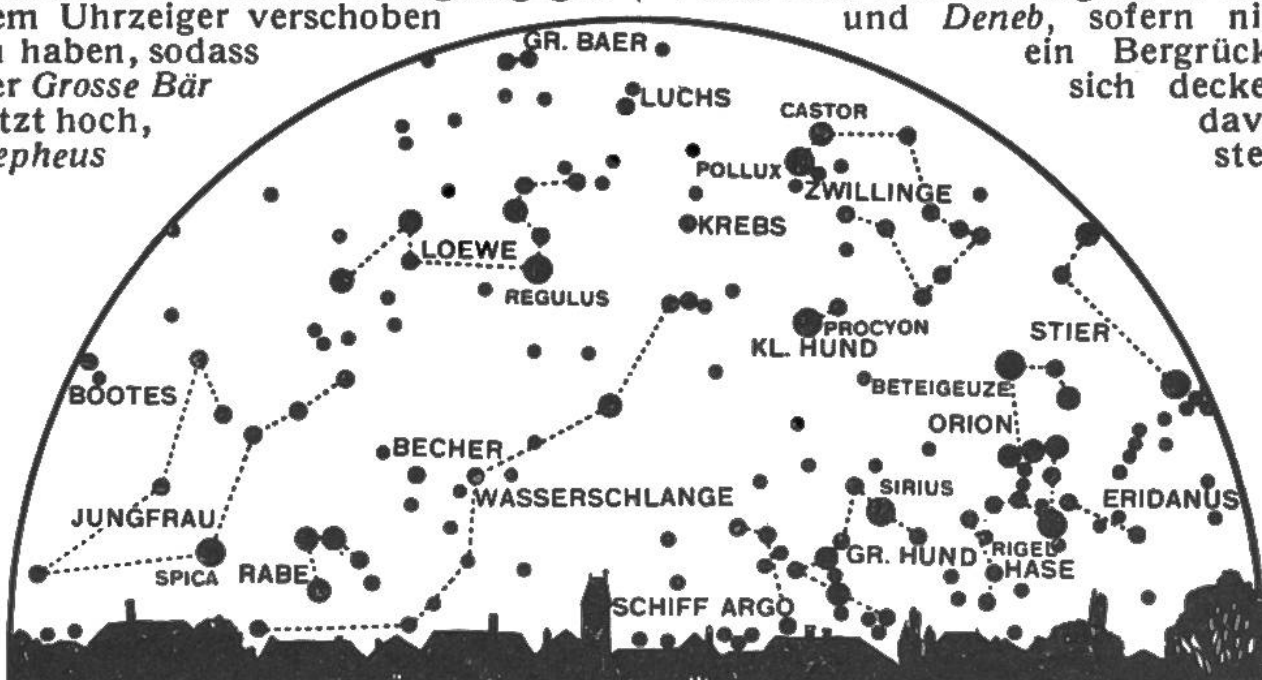 em Uhrzeiger verschoben
haben, sodass
er Grosse Bär
tzt hoch,
epheus
und Deneb, sofern ni
ein Bergrück
sich decke
dav
ste
GR. BAER
LUCHS
CASTOR
POLLUX
ZWILLINGE
KREBS
LOEWE
REGULUS
PROCYON
KL. HUND
STIER
BOOTES
BETEIGEUZE
ORION
BECHER
WASSERSCHLANGE
SIRIUS
ERIDANUS
JUNGFRAU
SPICA
RABE
GR. HUND
RIGEL
HASE
SCHIFF ARGO